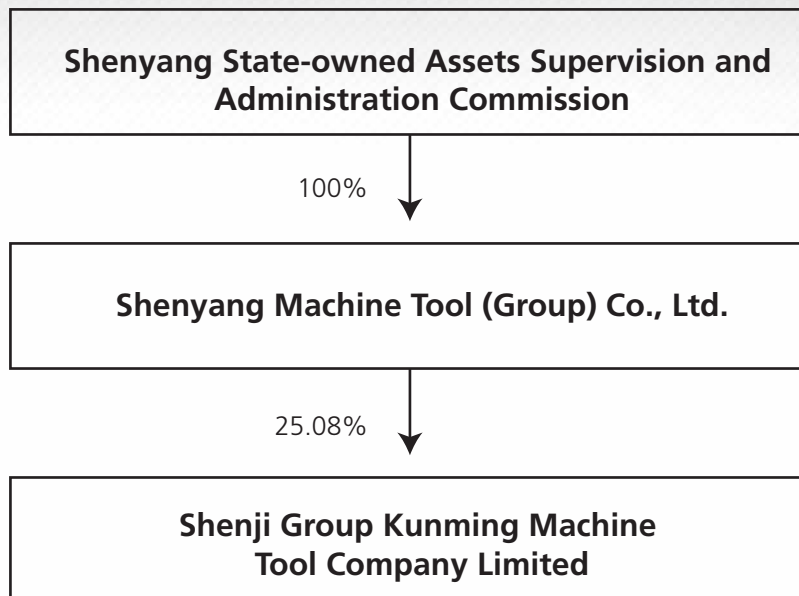 Shenyang State-owned Assets Supervision and
Administration Commission
100%
Shenyang Machine Tool (Group) Co., Ltd.
25.08%
Shenji Group Kunming Machine
Tool Company Limited